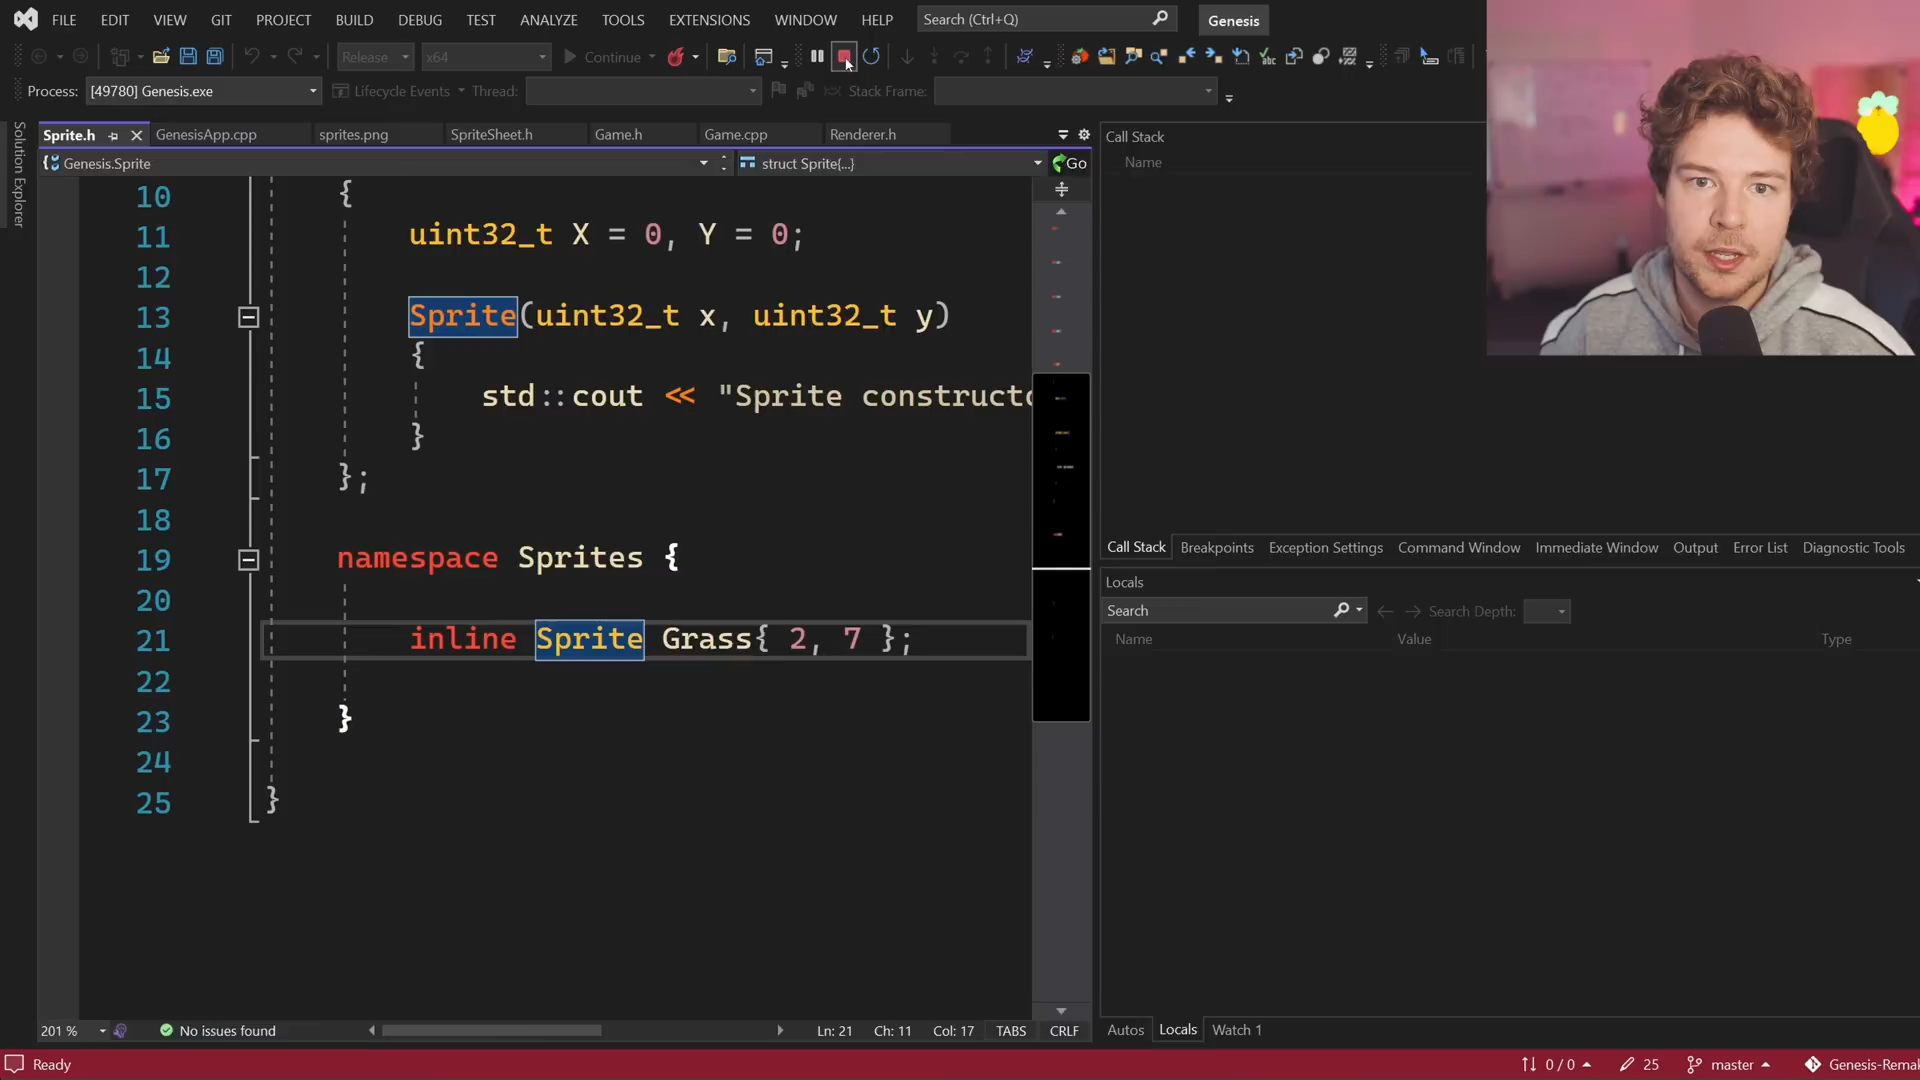 FILE EDIT VIEW GIT PROJECT BUILD DEBUG TEST ANALYZE TOOLS EXTENSIONS WINDOW HELP Search (Ctrl+Q) Genesis
Release x64 Continue
Process: [49780] Genesis.exe Lifecycle Events Thread: Stack Frame:
Solution Explorer
Sprite.h GenesisApp.cpp sprites.png SpriteSheet.h Game.h Game.cpp Renderer.h
Genesis.Sprite struct Sprite{...} Go
10 {
11 uint32_t X = 0, Y = 0;
12
13 Sprite(uint32_t x, uint32_t y)
14 {
15 std::cout << "Sprite constructo
16 }
17 };
18
19 namespace Sprites {
20
21 inline Sprite Grass{ 2, 7 };
22
23 }
24
25 }
201 % No issues found Ln: 21 Ch: 11 Col: 17 TABS CRLF
Call Stack
Name
Call Stack Breakpoints Exception Settings Command Window Immediate Window Output Error List Diagnostic Tools
Locals
Search Search Depth:
Name Value Type
Autos Locals Watch 1
Ready 0 / 0 25 master Genesis-Remak